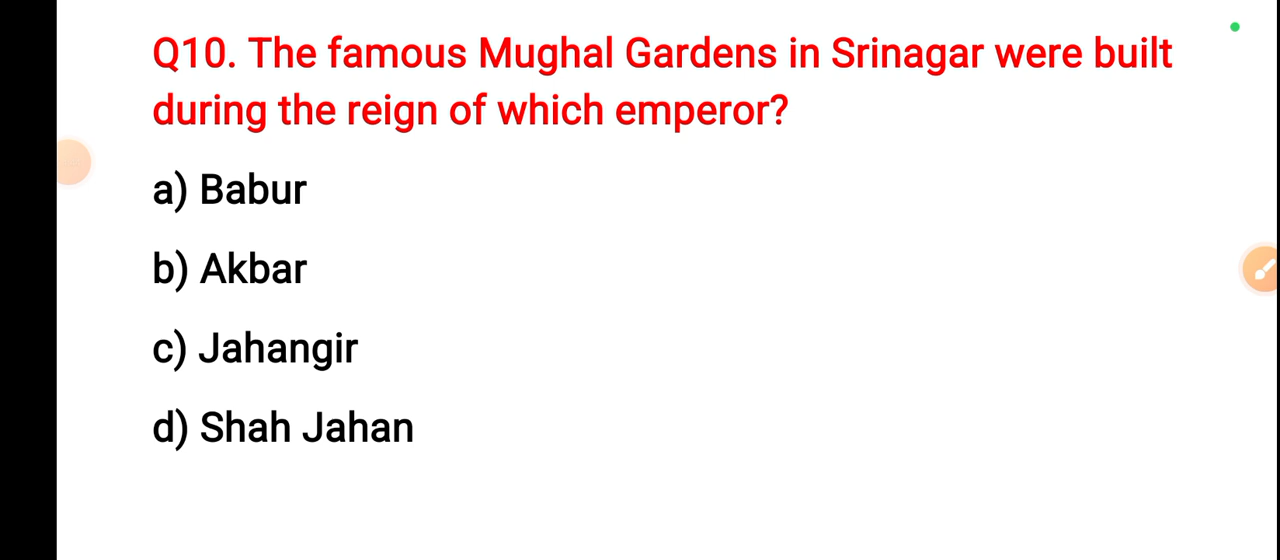 Q10. The famous Mughal Gardens in Srinagar were built
during the reign of which emperor?
a) Babur
b) Akbar
c) Jahangir
d) Shah Jahan